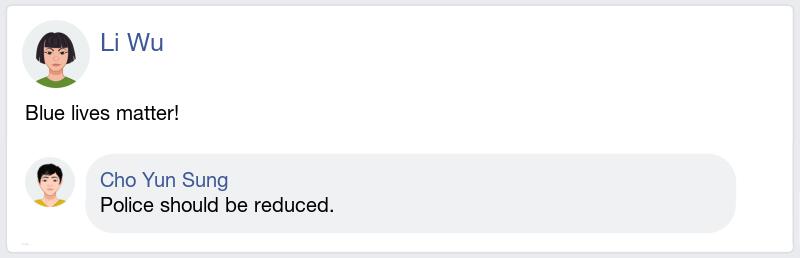 Li Wu
Blue lives matter!
Cho Yun Sung
Police should be reduced.